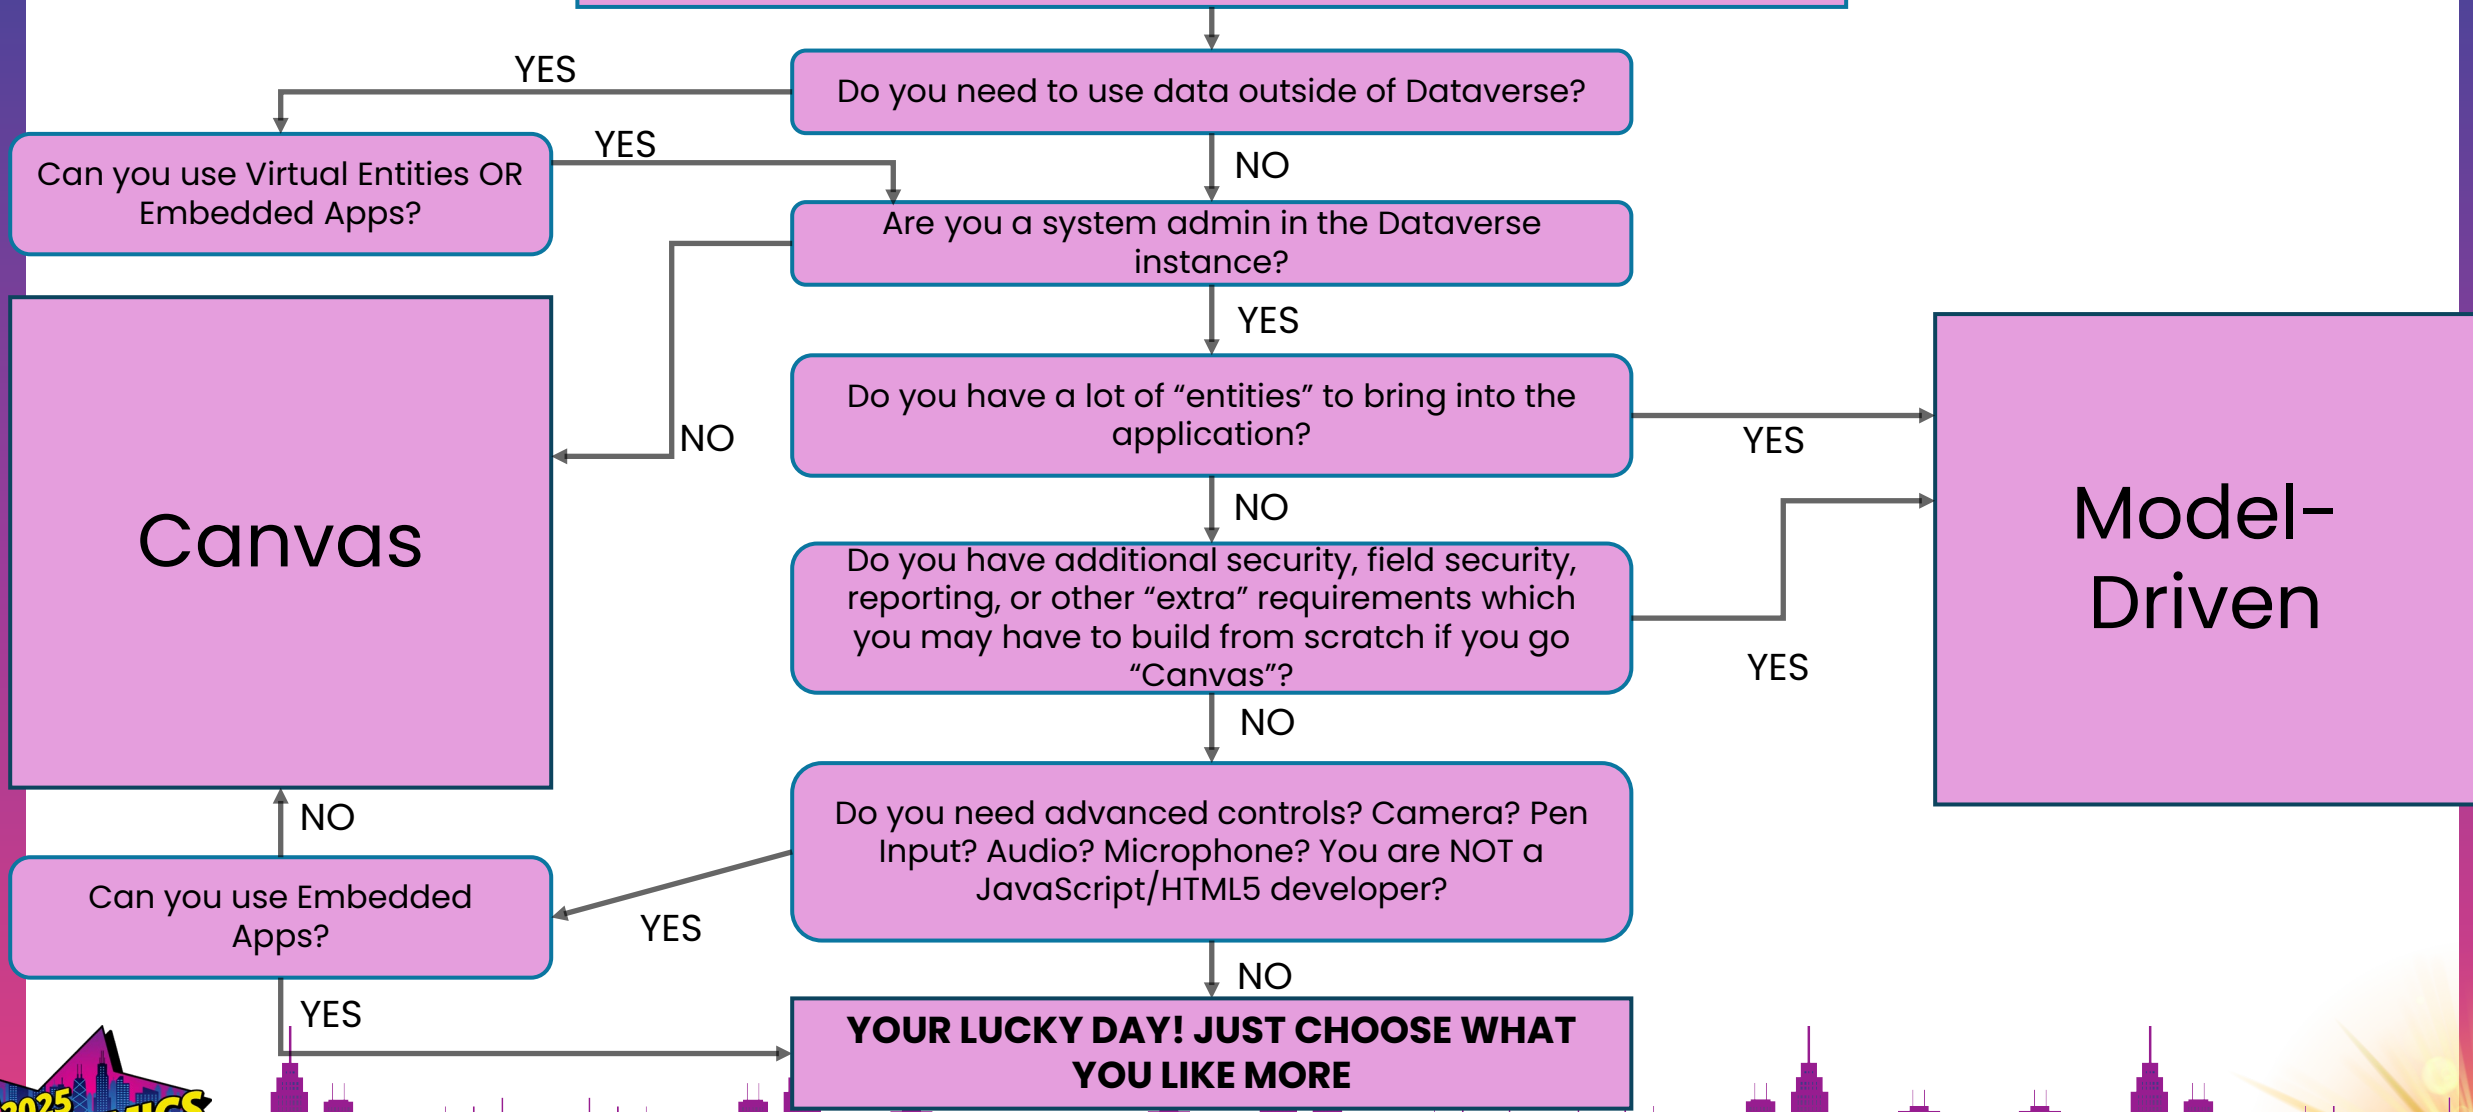 YES
Do you need to use data outside of Dataverse?
Can you use Virtual Entities OR
Embedded Apps?
YES
NO
Are you a system admin in the Dataverse
instance?
YES
NO
Do you have a lot of “entities” to bring into the
application?
YES
Canvas
Model-
Driven
NO
Do you have additional security, field security,
reporting, or other “extra” requirements which
you may have to build from scratch if you go
“Canvas”?
YES
NO
NO
Do you need advanced controls? Camera? Pen
Input? Audio? Microphone? You are NOT a
JavaScript/HTML5 developer?
Can you use Embedded
Apps?
YES
NO
YES
YOUR LUCKY DAY! JUST CHOOSE WHAT
YOU LIKE MORE
2025